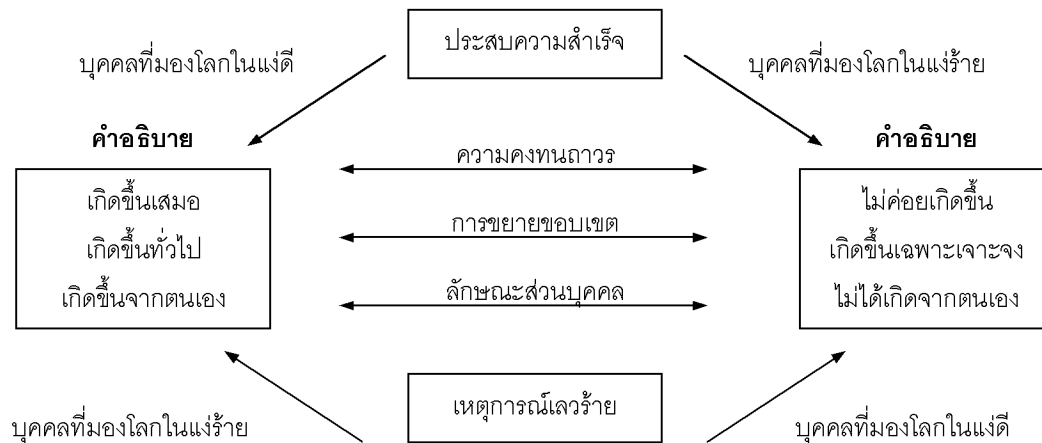 ประสบความสำเร็จ
บุคคลที่มองโลกในแง่ดี
บุคคลที่มองโลกในแง่ร้าย
คำอธิบาย
คำอธิบาย
ความคงทนถาวร
เกิดขึ้นเสมอ
ไม่ค่อยเกิดขึ้น
การขยายขอบเขต
เกิดขึ้นทั่วไป
เกิดขึ้นเฉพาะเจาะจง
ลักษณะส่วนบุคคล
เกิดขึ้นจากตนเอง
ไม่ได้เกิดจากตนเอง
เหตุการณ์เลวร้าย
บุคคลที่มองโลกในแง่ร้าย
บุคคลที่มองโลกในแง่ดี